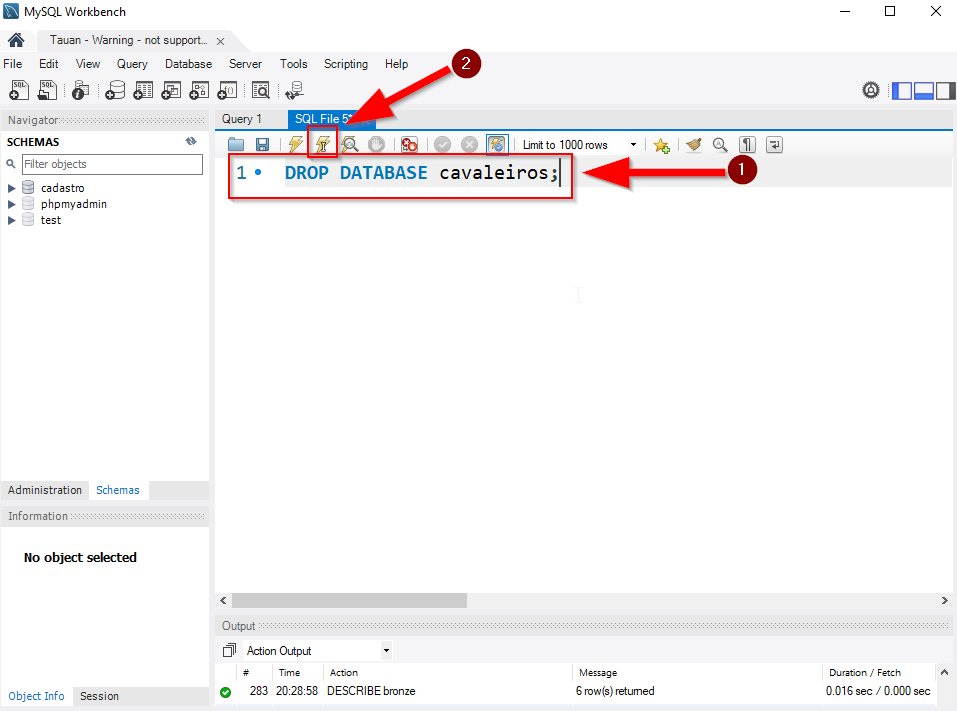 MySQL Workbench
Tauan - Warning - not support...
File Edit View Query Database Server Tools Scripting Help
2
Navigator
SCHEMAS
Filter objects
cadastro
phpmyadmin
test
Administration Schemas
Information
No object selected
Object Info Session
Query 1 SQL File 5*
Limit to 1000 rows
1 DROP DATABASE cavaleiros;
1
Output
Action Output
# Time Action Message Duration / Fetch
283 20:28:58 DESCRIBE bronze 6 row(s) returned 0.016 sec / 0.000 sec